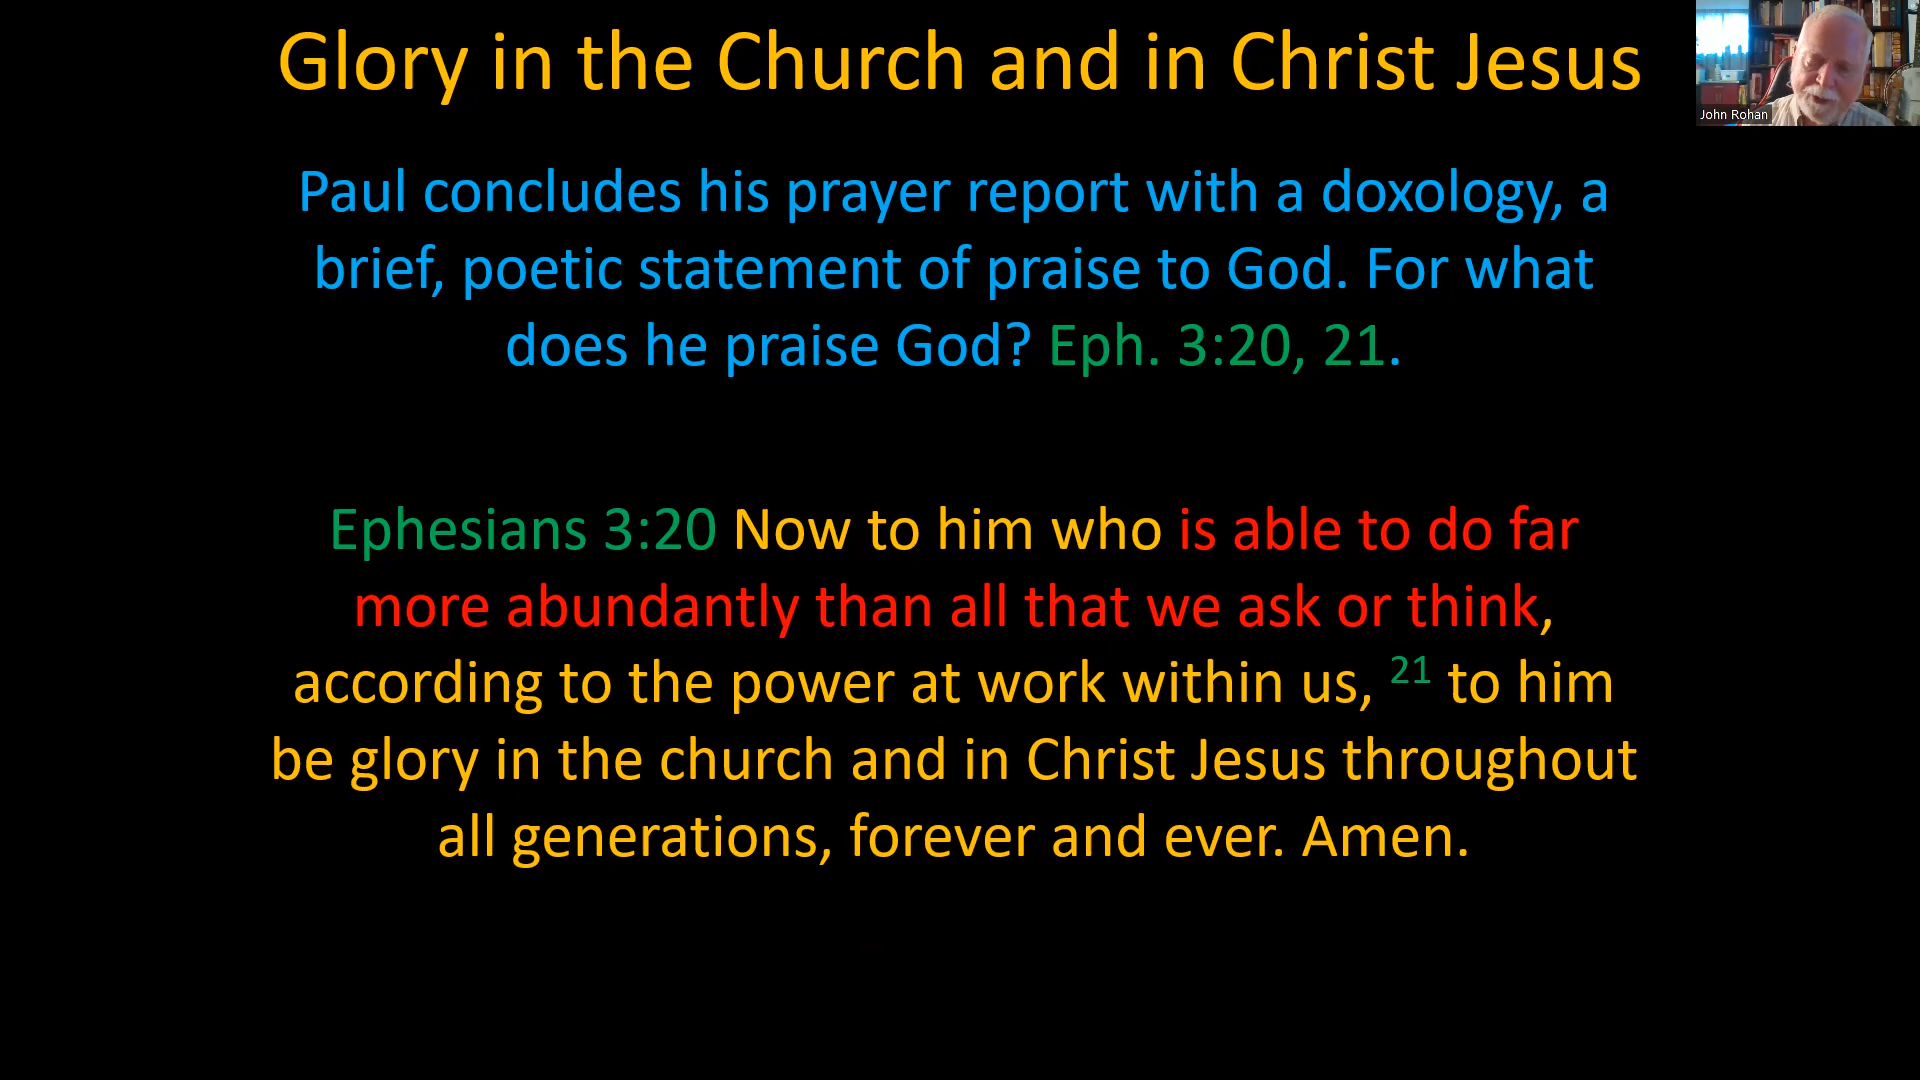 Glory in the Church and in Christ Jesus
John Rohan
Paul concludes his prayer report with a doxology, a
brief, poetic statement of praise to God. For what
does he praise God? Eph. 3:20, 21.
Ephesians 3:20 Now to him who is able to do far
more abundantly than all that we ask or think,
according to the power at work within us, 21 to him
be glory in the church and in Christ Jesus throughout
all generations, forever and ever. Amen.